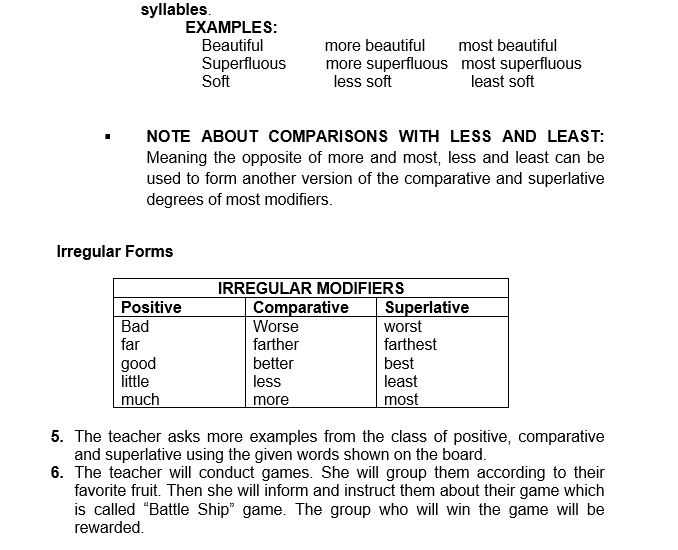 syllables.
EXAMPLES:
Beautiful more beautiful most beautiful
Superfluous more superfluous most superfluous
Soft less soft least soft
▪ NOTE ABOUT COMPARISONS WITH LESS AND LEAST:
Meaning the opposite of more and most, less and least can be
used to form another version of the comparative and superlative
degrees of most modifiers.
Irregular Forms
IRREGULAR MODIFIERS
Positive Comparative Superlative
Bad Worse worst
far farther farthest
good better best
little less least
much more most
5. The teacher asks more examples from the class of positive, comparative
and superlative using the given words shown on the board.
6. The teacher will conduct games. She will group them according to their
favorite fruit. Then she will inform and instruct them about their game which
is called “Battle Ship” game. The group who will win the game will be
rewarded.